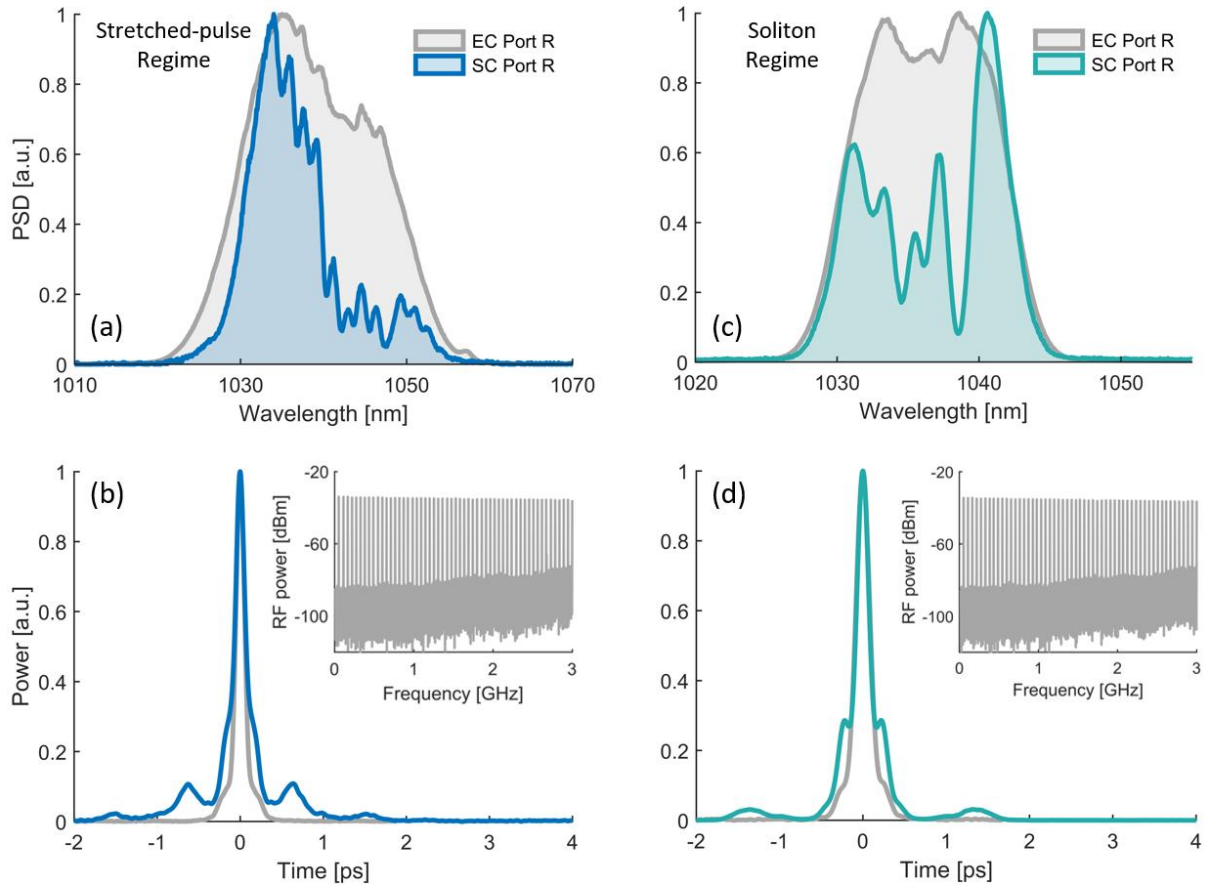 Stretched-pulse
Regime
EC Port R
SC Port R
(a)
PSD [a.u.]
1
0.8
0.6
0.4
0.2
0
1010
1030
1050
1070
Wavelength [nm]
Soliton
Regime
EC Port R
SC Port R
(c)
1
0.8
0.6
0.4
0.2
0
1020
1030
1040
1050
Wavelength [nm]
(b)
Power [a.u.]
1
0.8
0.6
0.4
0.2
0
-2
-1
0
1
2
3
4
Time [ps]
RF power [dBm]
-20
-60
-100
0
1
2
3
Frequency [GHz]
(d)
1
0.8
0.6
0.4
0.2
0
-2
-1
0
1
2
3
4
Time [ps]
RF power [dBm]
-20
-60
-100
0
1
2
3
Frequency [GHz]